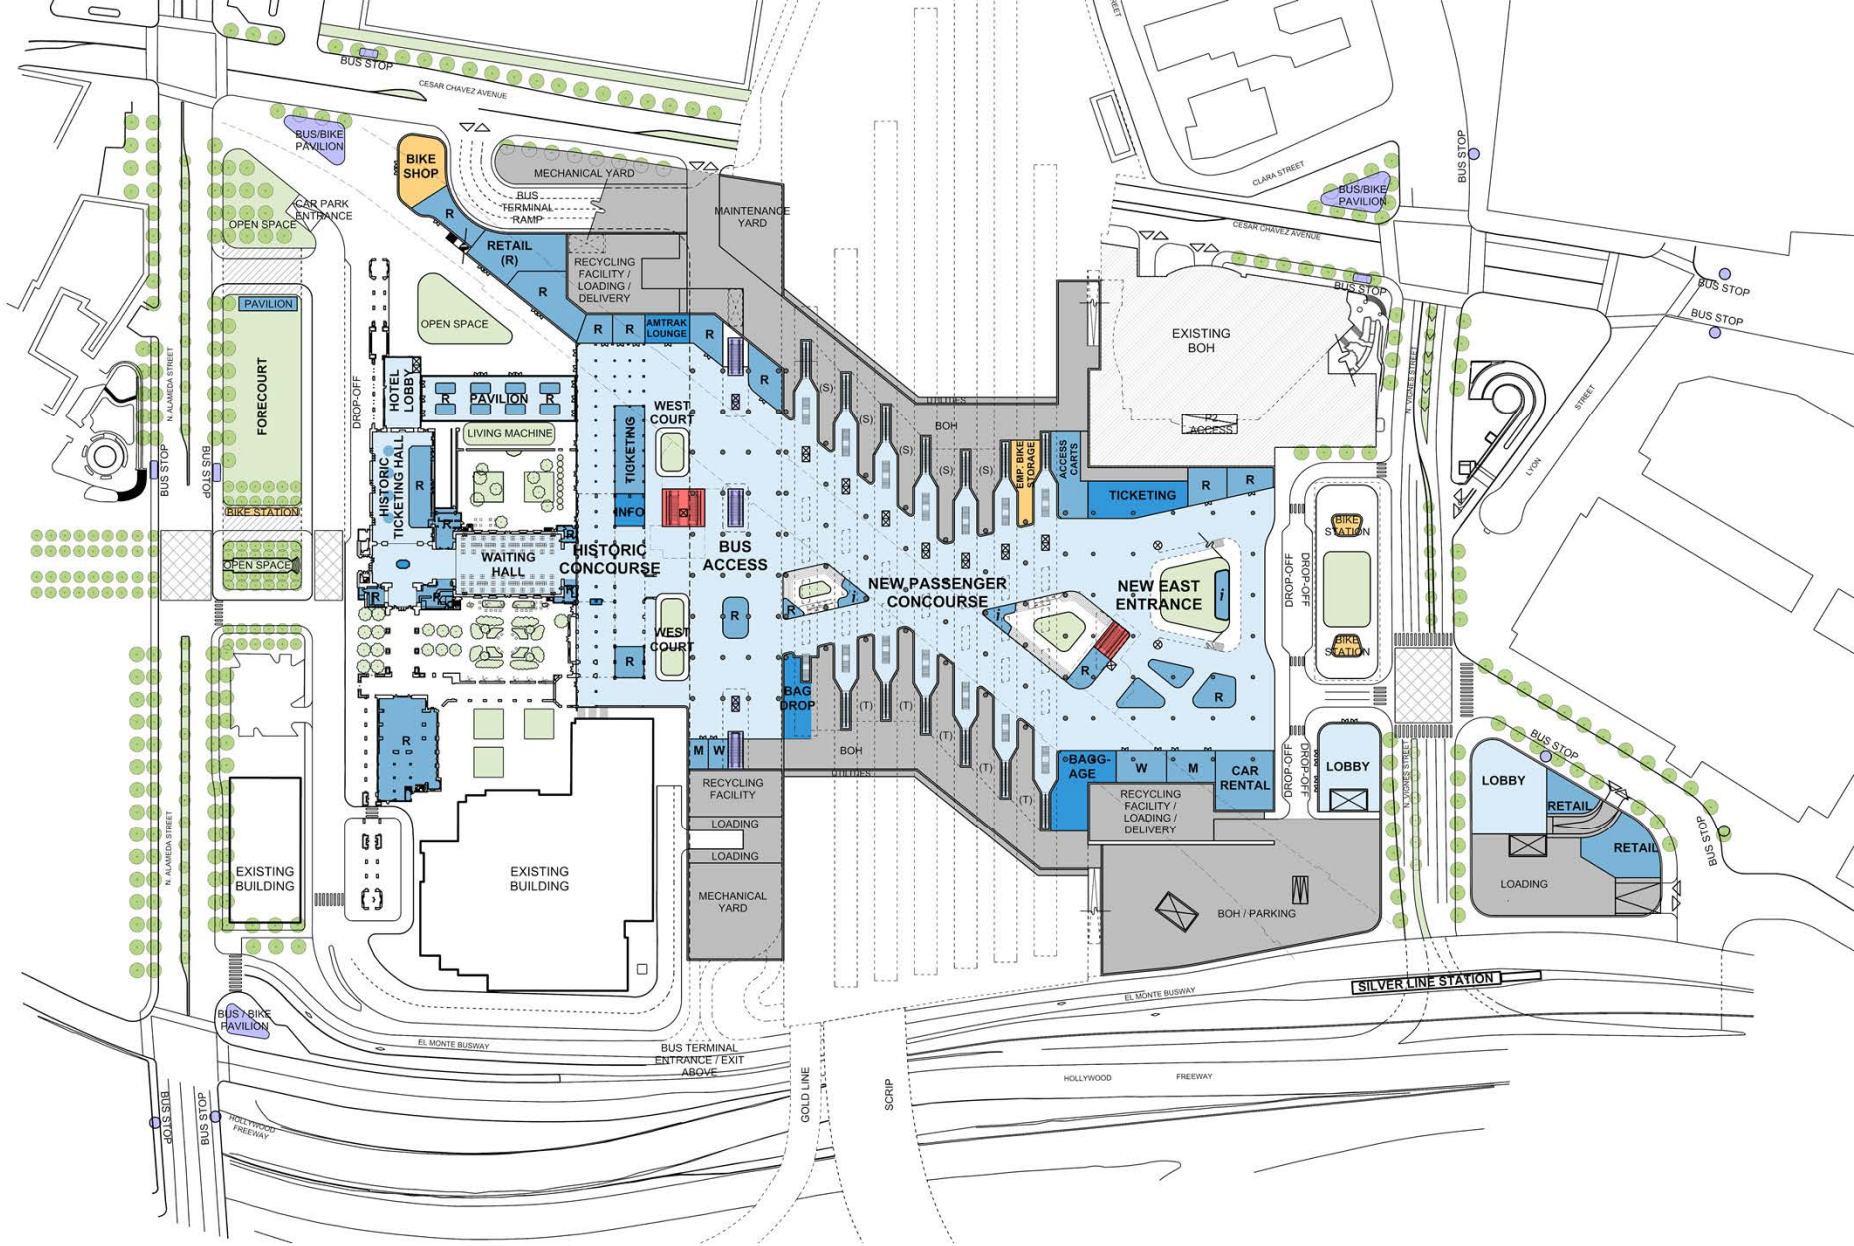 BUS STOP
CESAR CHAVEZ AVENUE
BUS/BIKE
PAVILION
BIKE
SHOP
MECHANICAL YARD
BUS
TERMINAL
RAMP
CAR PARK
ENTRANCE
OPEN SPACE
MAINTENANCE
YARD
CLARA STREET
BUS STOP
BUS/BIKE
PAVILION
CESAR CHAVEZ AVENUE
BUS STOP
BUS STOP
BUS STOP
R
RETAIL
(R)
R
RECYCLING
FACILITY /
LOADING /
DELIVERY
PAVILION
OPEN SPACE
R
R
AMTRAK
LOUNGE
R
R
EXISTING
BOH
P2
ACCESS
N. ALAMEDA STREET
FORECOURT
DROP-OFF
HOTEL
LOBBY
R
PAVILION
R
LIVING MACHINE
WEST
COURT
TICKETING
INFO
(S)
(S)
(S)
(S)
(S)
UTILITIES
BOH
EMP. BIKE
STORAGE
ACCESS
CARTS
TICKETING
R
R
N. VIGNES STREET
LYON
STREET
BUS STOP
BUS STOP
HISTORIC
TICKETING HALL
R
R
R
BIKE STATION
OPEN SPACE
WAITING
HALL
HISTORIC
CONCOURSE
BUS
ACCESS
NEW PASSENGER
CONCOURSE
NEW EAST
ENTRANCE
i
i
i
BIKE
STATION
DROP-OFF
DROP-OFF
BIKE
STATION
R
R
R
R
R
WEST
COURT
R
R
R
BAG
DROP
(T)
(T)
(T)
(T)
(T)
R
M
W
BOH
UTILITIES
BAGG-
AGE
W
M
CAR
RENTAL
DROP-OFF
DROP-OFF
LOBBY
N. VIGNES STREET
BUS STOP
LOBBY
RETAIL
RETAIL
BUS STOP
LOADING
RECYCLING
FACILITY
LOADING
LOADING
MECHANICAL
YARD
RECYCLING
FACILITY /
LOADING /
DELIVERY
BOH / PARKING
N. ALAMEDA STREET
EXISTING
BUILDING
EXISTING
BUILDING
SILVER LINE STATION
EL MONTE BUSWAY
BUS / BIKE
PAVILION
EL MONTE BUSWAY
BUS TERMINAL
ENTRANCE / EXIT
ABOVE
GOLD LINE
SCRIP
HOLLYWOOD FREEWAY
BUS STOP
BUS STOP
HOLLYWOOD
FREEWAY